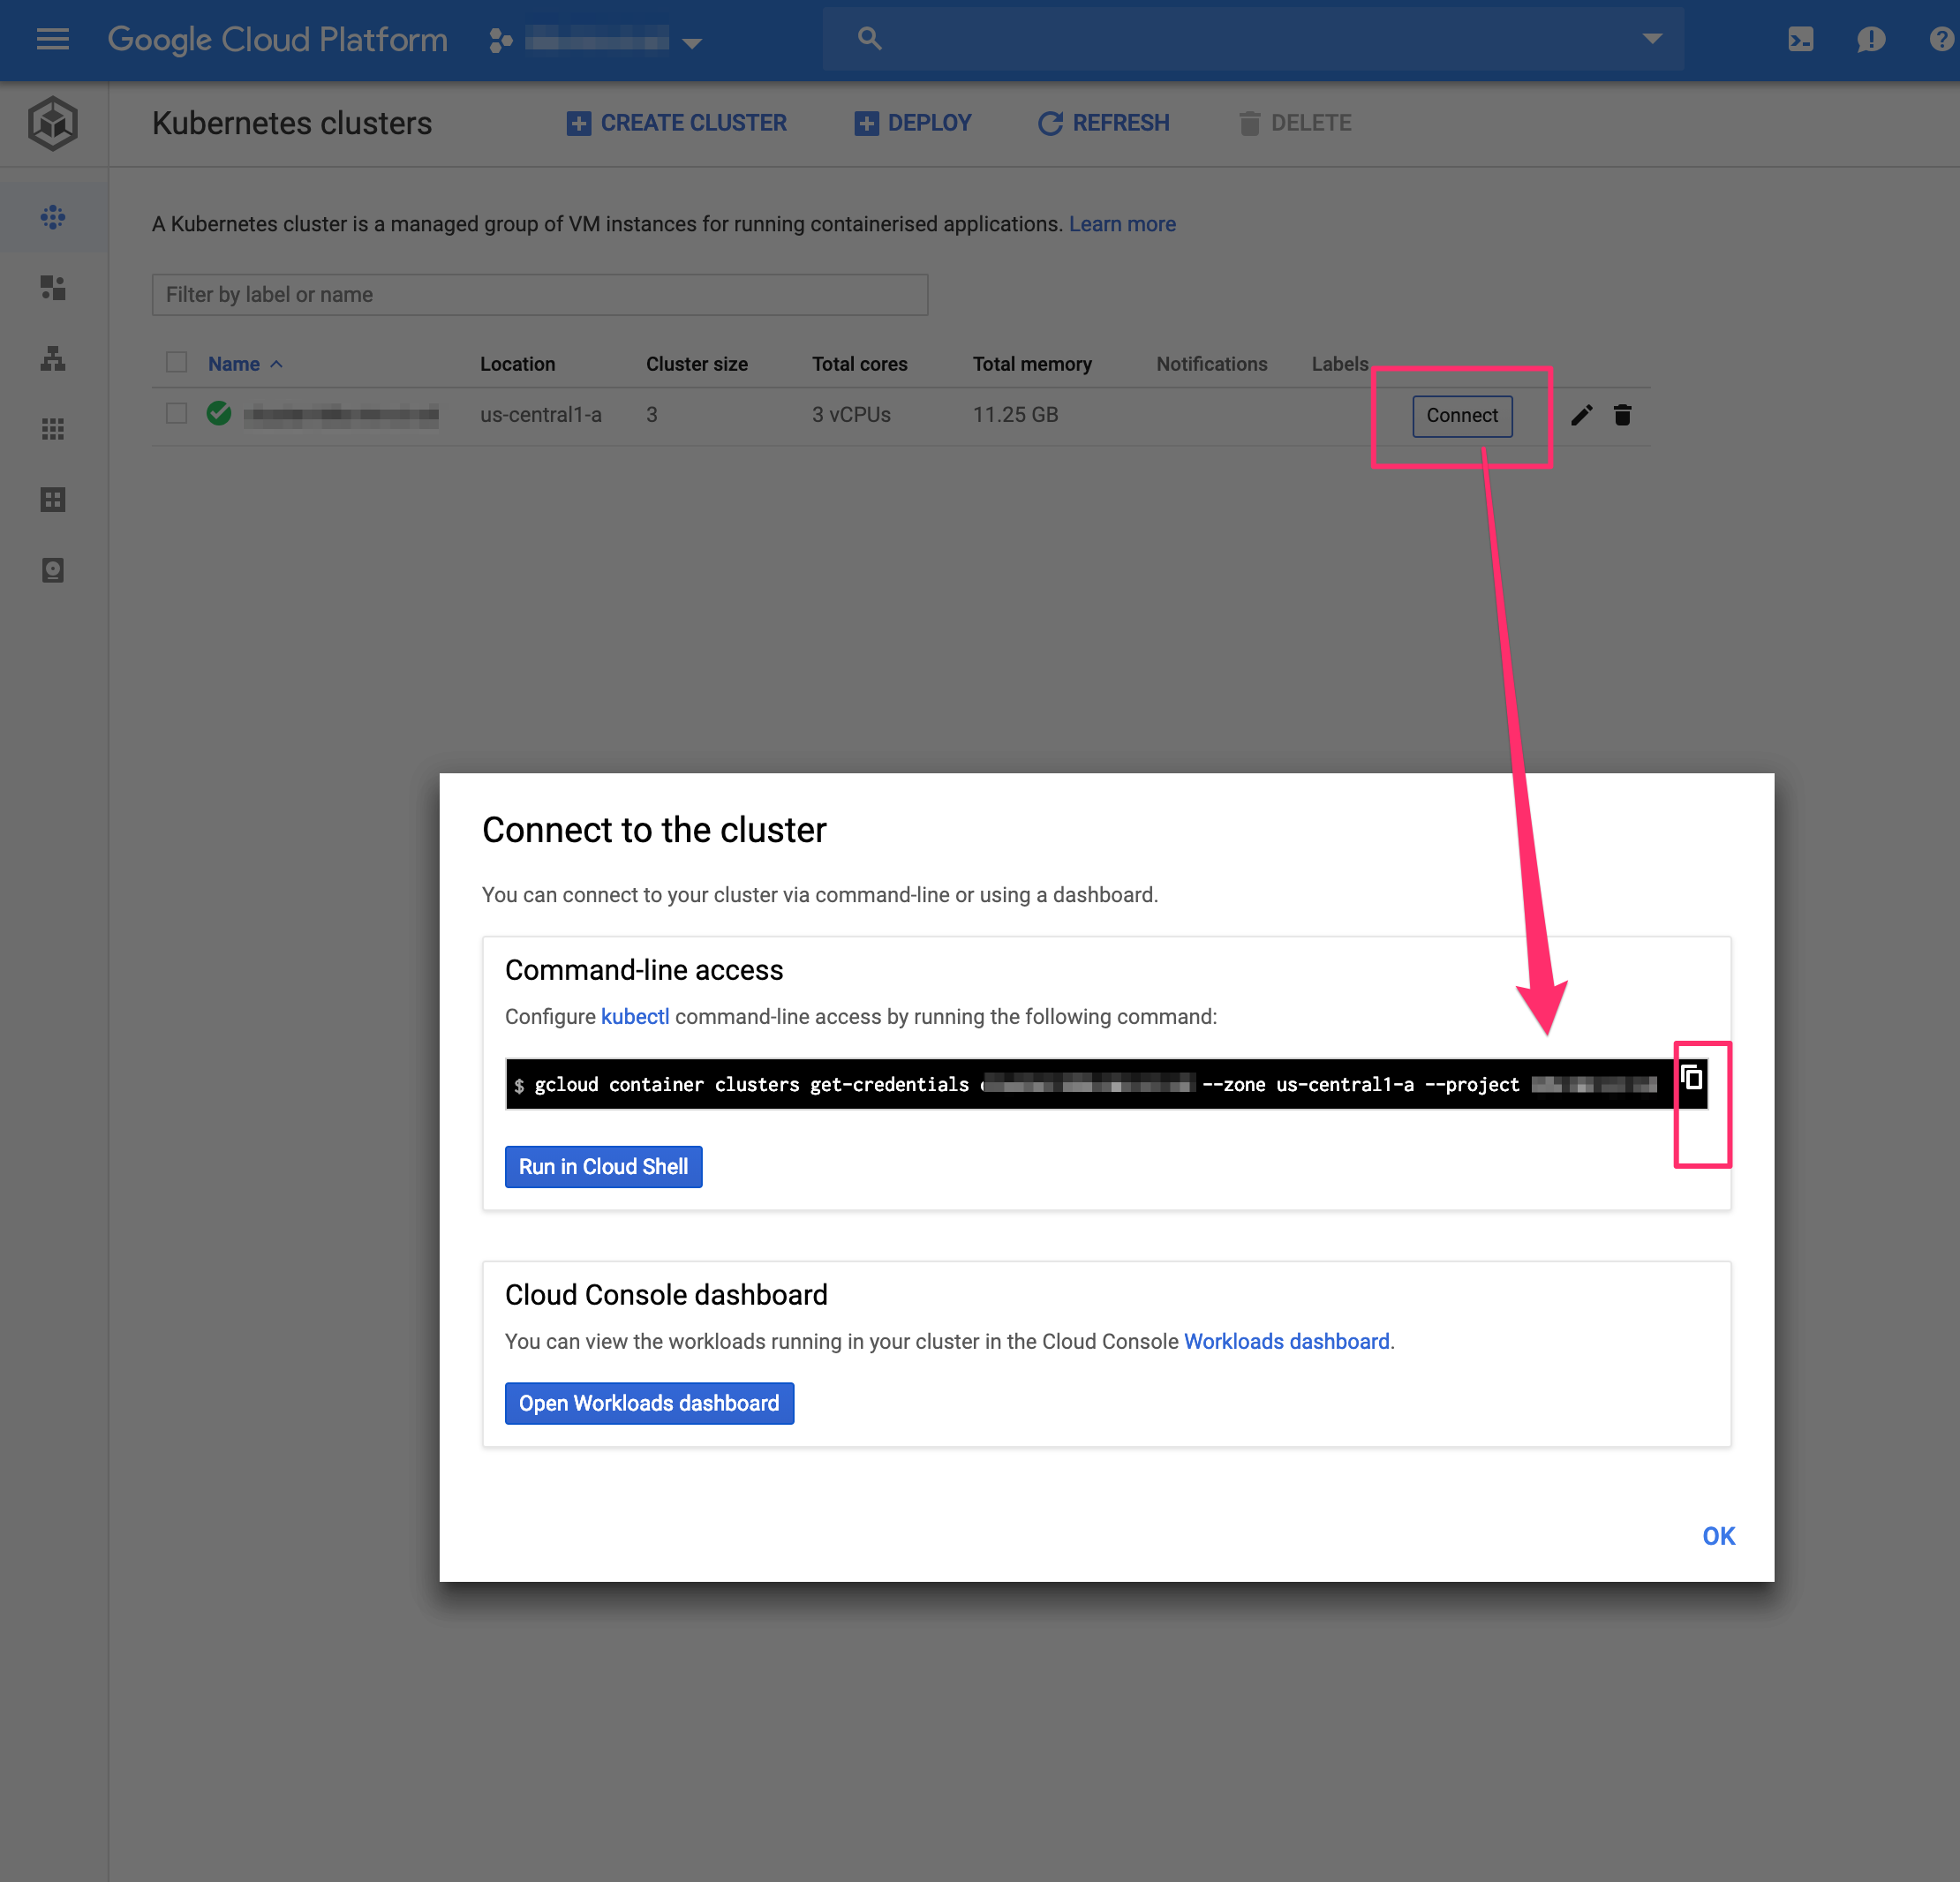 Google Cloud Platform
Kubernetes clusters CREATE CLUSTER DEPLOY REFRESH DELETE
A Kubernetes cluster is a managed group of VM instances for running containerised applications. Learn more
Filter by label or name
Name Location Cluster size Total cores Total memory Notifications Labels
us-central1-a 3 3 vCPUs 11.25 GB Connect
Connect to the cluster
You can connect to your cluster via command-line or using a dashboard.
Command-line access
Configure kubectl command-line access by running the following command:
$ gcloud container clusters get-credentials --zone us-central1-a --project
Run in Cloud Shell
Cloud Console dashboard
You can view the workloads running in your cluster in the Cloud Console Workloads dashboard.
Open Workloads dashboard
OK